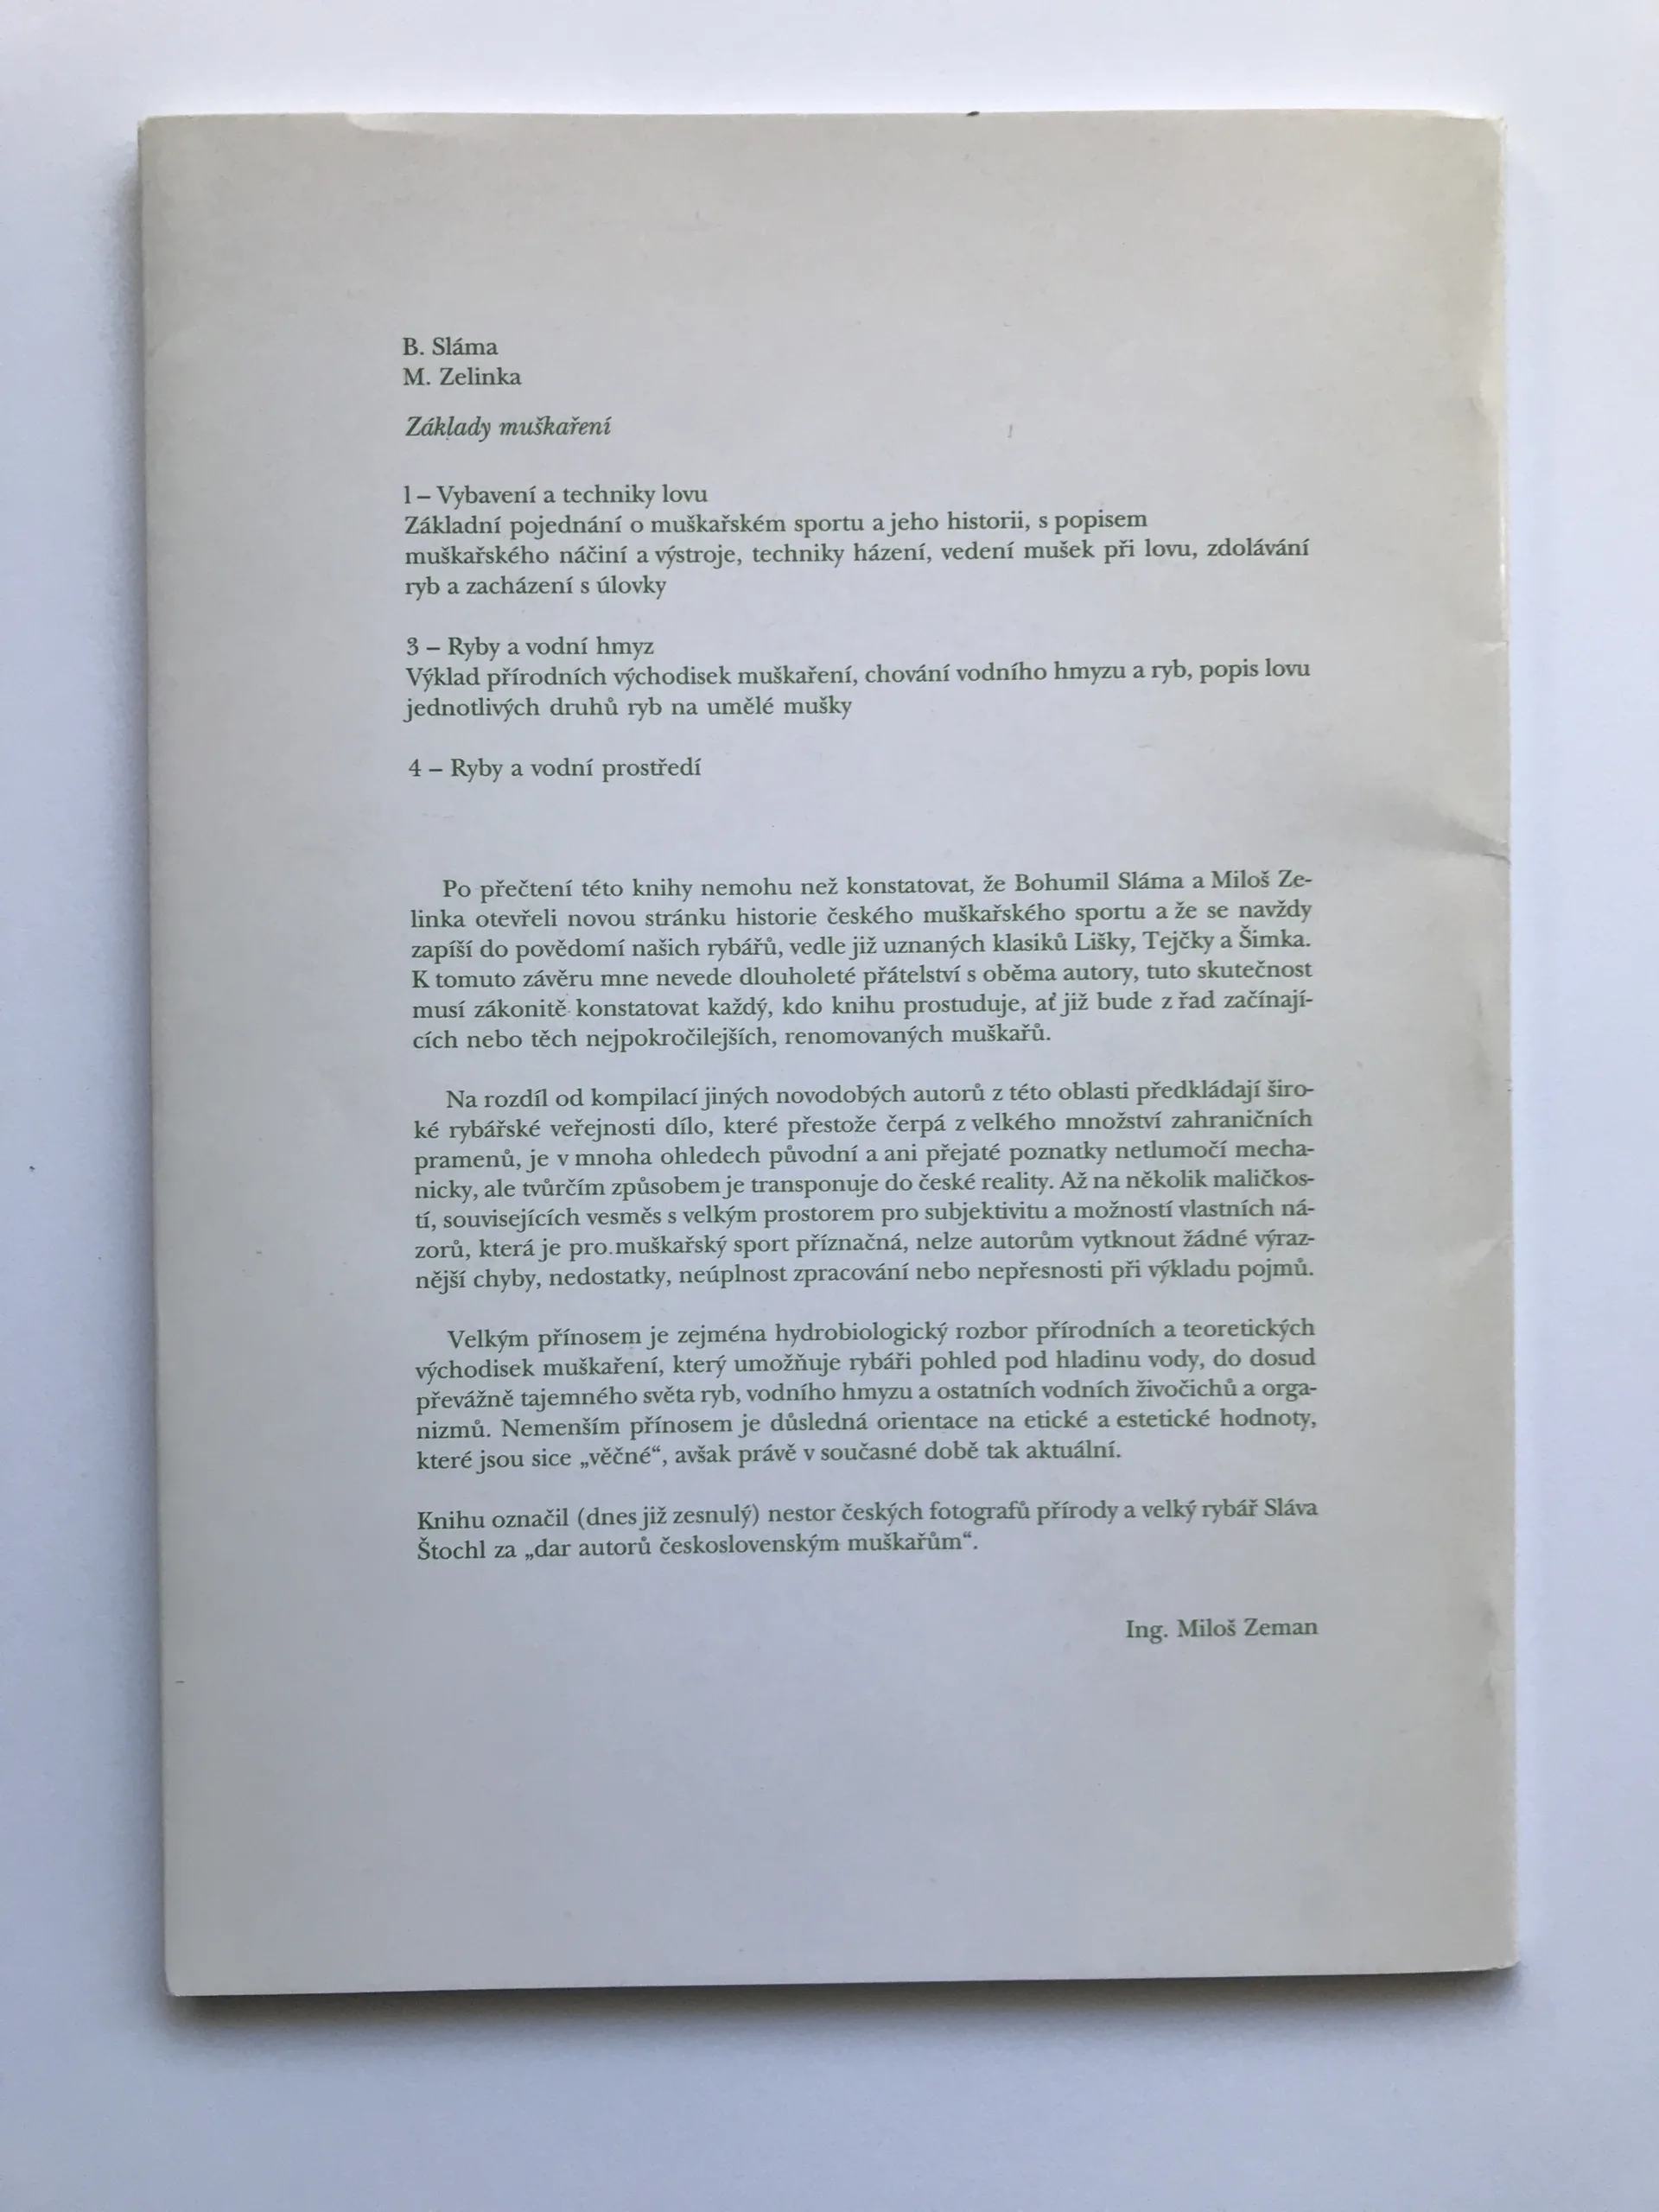 B. Sláma
M. Zelinka
Základy muškaření
1 – Vybavení a techniky lovu
Základní pojednání o muškařském sportu a jeho historii, s popisem
muškařského náčiní a výstroje, techniky házení, vedení mušek při lovu, zdolávání
ryb a zacházení s úlovky
3 – Ryby a vodní hmyz
Výklad přírodních východisek muškaření, chování vodního hmyzu a ryb, popis lovu
jednotlivých druhů ryb na umělé mušky
4 – Ryby a vodní prostředí
Po přečtení této knihy nemohu než konstatovat, že Bohumil Sláma a Miloš Ze-
linka otevřeli novou stránku historie českého muškařského sportu a že se navždy
zapíší do povědomí našich rybářů, vedle již uznaných klasiků Lišky, Tejčky a Šimka.
K tomuto závěru mne nevede dlouholeté přátelství s oběma autory, tuto skutečnost
musí zákonitě konstatovat každý, kdo knihu prostuduje, ať již bude z řad začínají-
cích nebo těch nejpokročilejších, renomovaných muškařů.
Na rozdíl od kompilací jiných novodobých autorů z této oblasti předkládají širo-
ké rybářské veřejnosti dílo, které přestože čerpá z velkého množství zahraničních
pramenů, je v mnoha ohledech původní a ani přejaté poznatky netlumočí mecha-
nicky, ale tvůrčím způsobem je transponuje do české reality. Až na několik maličkos-
tí, souvisejících vesměs s velkým prostorem pro subjektivitu a možností vlastních ná-
zorů, která je pro muškařský sport příznačná, nelze autorům vytknout žádné výraz-
nější chyby, nedostatky, neúplnost zpracování nebo nepřesnosti při výkladu pojmů.
Velkým přínosem je zejména hydrobiologický rozbor přírodních a teoretických
východisek muškaření, který umožňuje rybáři pohled pod hladinu vody, do dosud
převážně tajemného světa ryb, vodního hmyzu a ostatních vodních živočichů a orga-
nizmů. Nemenším přínosem je důsledná orientace na etické a estetické hodnoty,
které jsou sice „věčné“, avšak právě v současné době tak aktuální.
Knihu označil (dnes již zesnulý) nestor českých fotografů přírody a velký rybář Sláva
Štochl za „dar autorů československým muškařům“.
Ing. Miloš Zeman